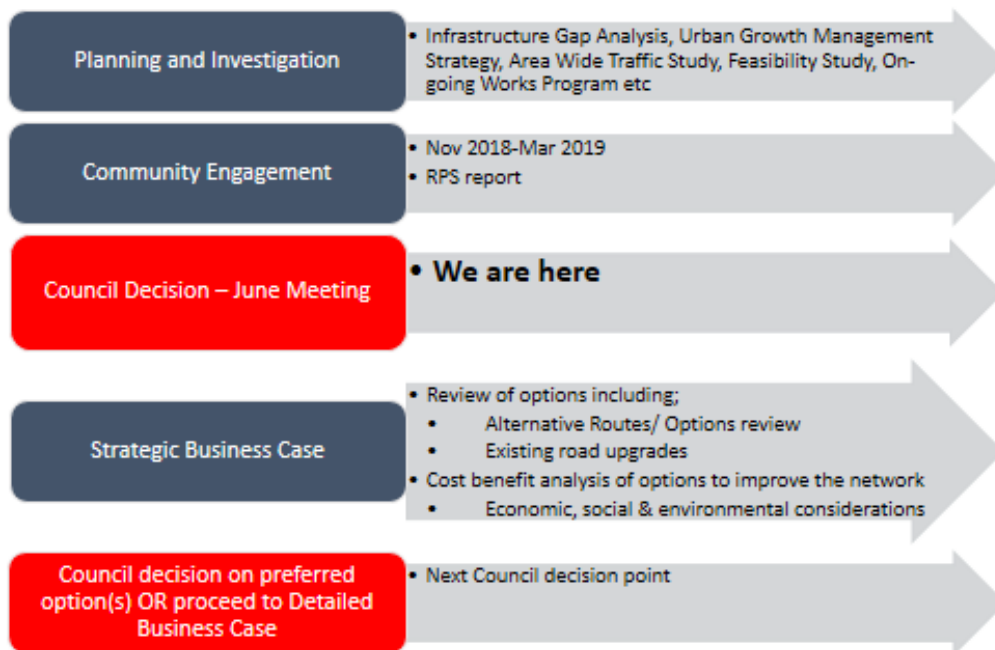 Planning and Investigation
• Infrastructure Gap Analysis, Urban Growth Management
Strategy, Area Wide Traffic Study, Feasibility Study, On-
going Works Program etc
Community Engagement
• Nov 2018-Mar 2019
• RPS report
Council Decision – June Meeting
• We are here
Strategic Business Case
• Review of options including;
• Alternative Routes/ Options review
• Existing road upgrades
• Cost benefit analysis of options to improve the network
• Economic, social & environmental considerations
Council decision on preferred
option(s) OR proceed to Detailed
Business Case
• Next Council decision point